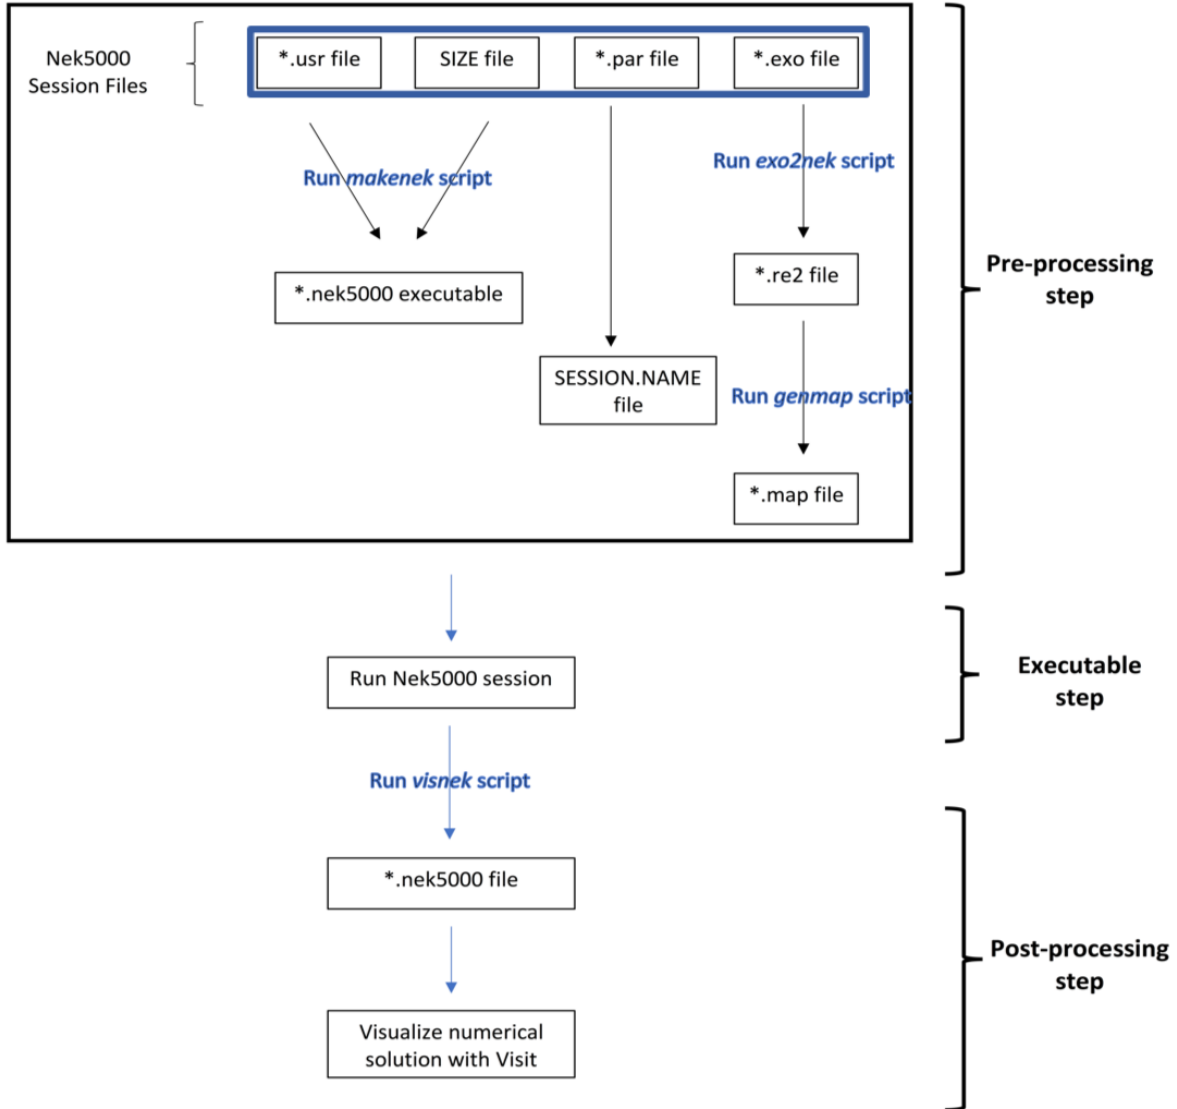 Nek5000
Session Files
*.usr file
SIZE file
*.par file
*.exo file
Run makenek script
Run exo2nek script
*.nek5000 executable
*.re2 file
Pre-processing
step
SESSION.NAME
file
Run genmap script
*.map file
Run Nek5000 session
Executable
step
Run visnek script
*.nek5000 file
Post-processing
step
Visualize numerical
solution with Visit